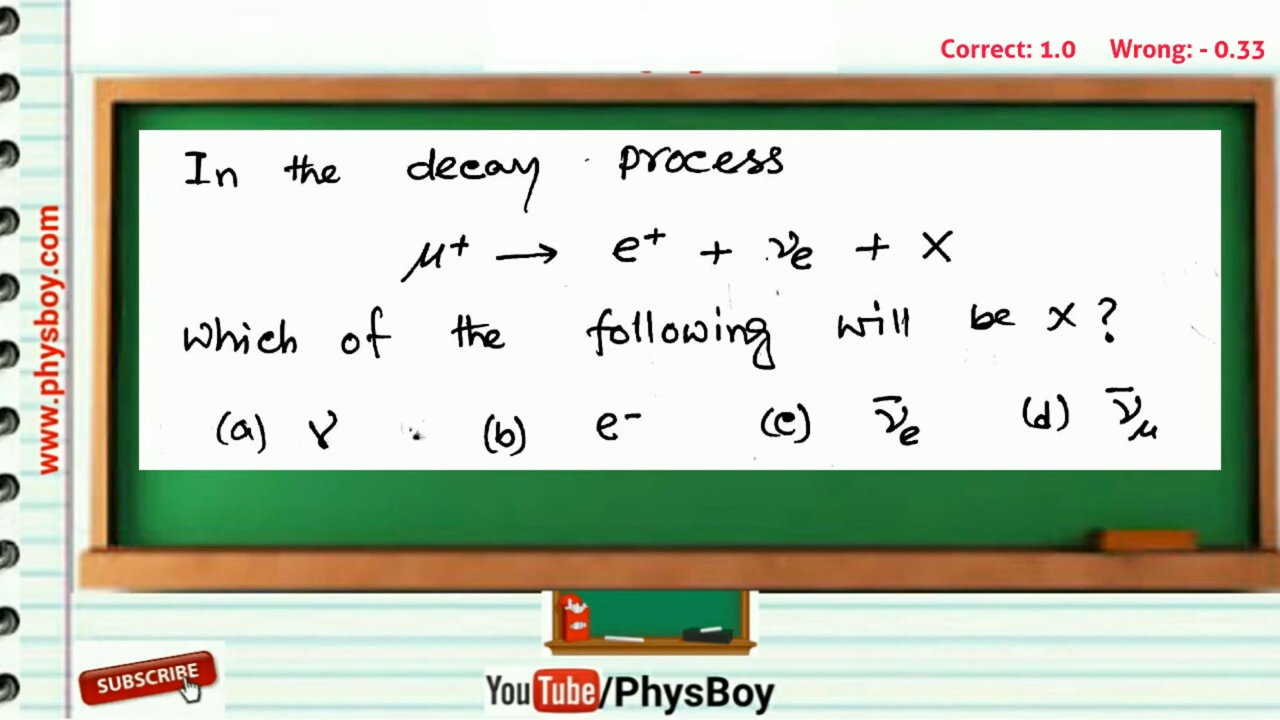 Correct: 1.0 Wrong: - 0.33
In the decay process
μ⁺ → e⁺ + νe + X
which of the following will be x?
(a) γ (b) e⁻ (c) ν̄e (d) ν̄μ
www.physboy.com
SUBSCRIBE
YouTube/PhysBoy